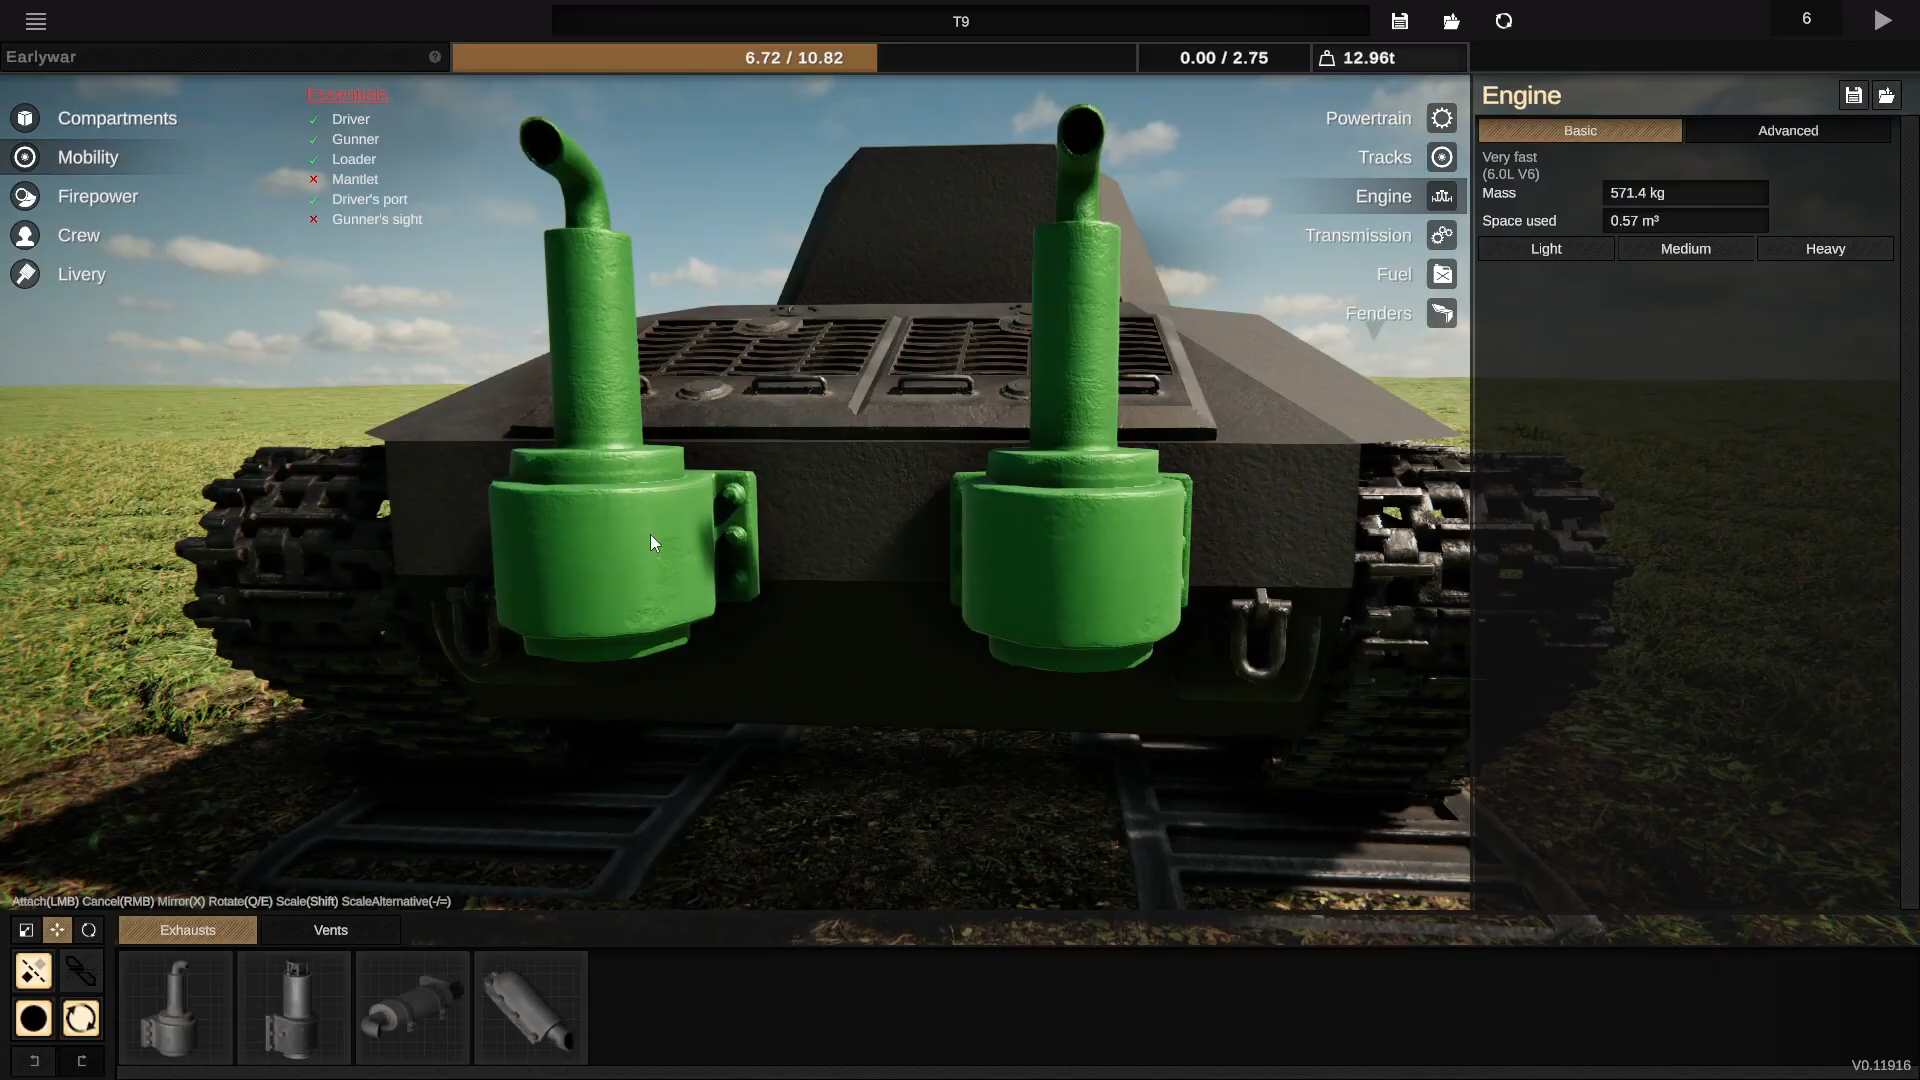 T9
6
Earlywar
?
6.72 / 10.82
0.00 / 2.75
12.96t
Compartments
Mobility
Firepower
Crew
Livery
Essentials
Driver
Gunner
Loader
Mantlet
Driver's port
Gunner's sight
Powertrain
Tracks
Engine
Transmission
Fuel
Fenders
Engine
Basic
Advanced
Very fast
(6.0L V6)
Mass
571.4 kg
Space used
0.57 m³
Light
Medium
Heavy
Attach(LMB) Cancel(RMB) Mirror(X) Rotate(Q/E) Scale(Shift) ScaleAlternative(-/=)
Exhausts
Vents
V0.11916